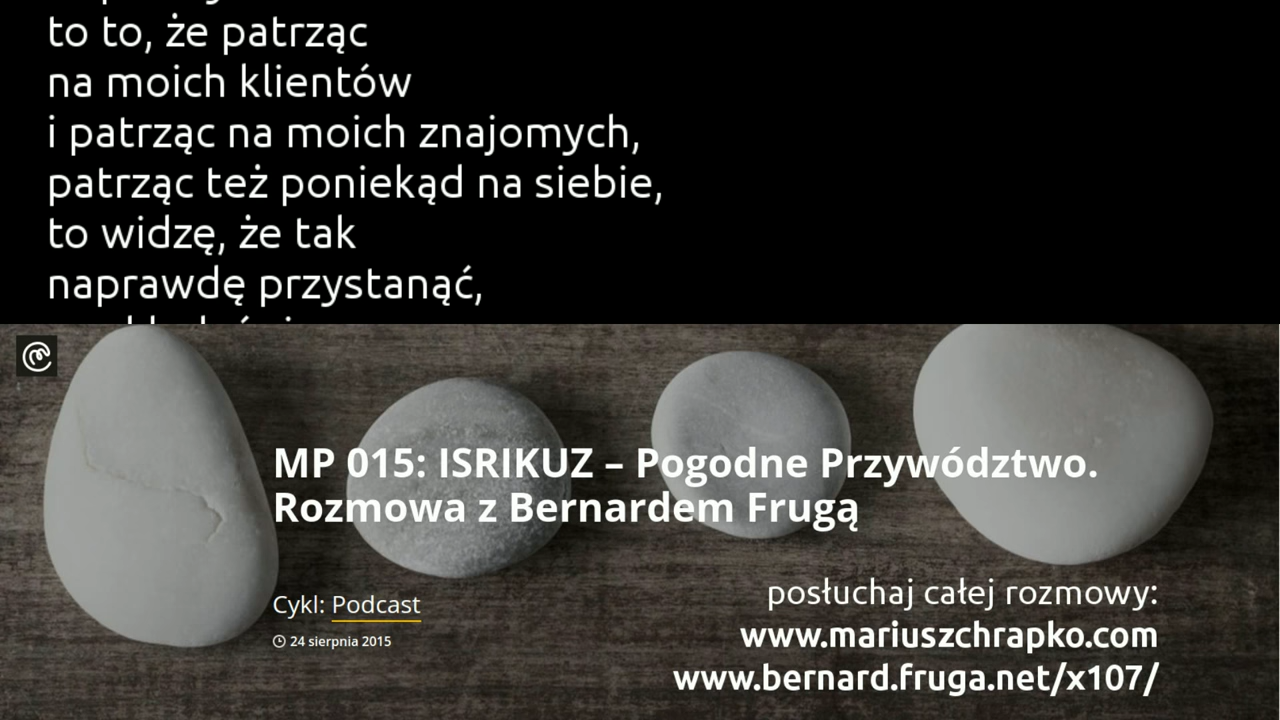 to to, że patrząc
na moich klientów
i patrząc na moich znajomych,
patrząc też poniekąd na siebie,
to widzę, że tak
naprawdę przystanąć,
MP 015: ISRIKUZ – Pogodne Przywództwo.
Rozmowa z Bernardem Frugą
Cykl: Podcast
24 sierpnia 2015
posłuchaj całej rozmowy:
www.mariuszchrapko.com
www.bernard.fruga.net/x107/